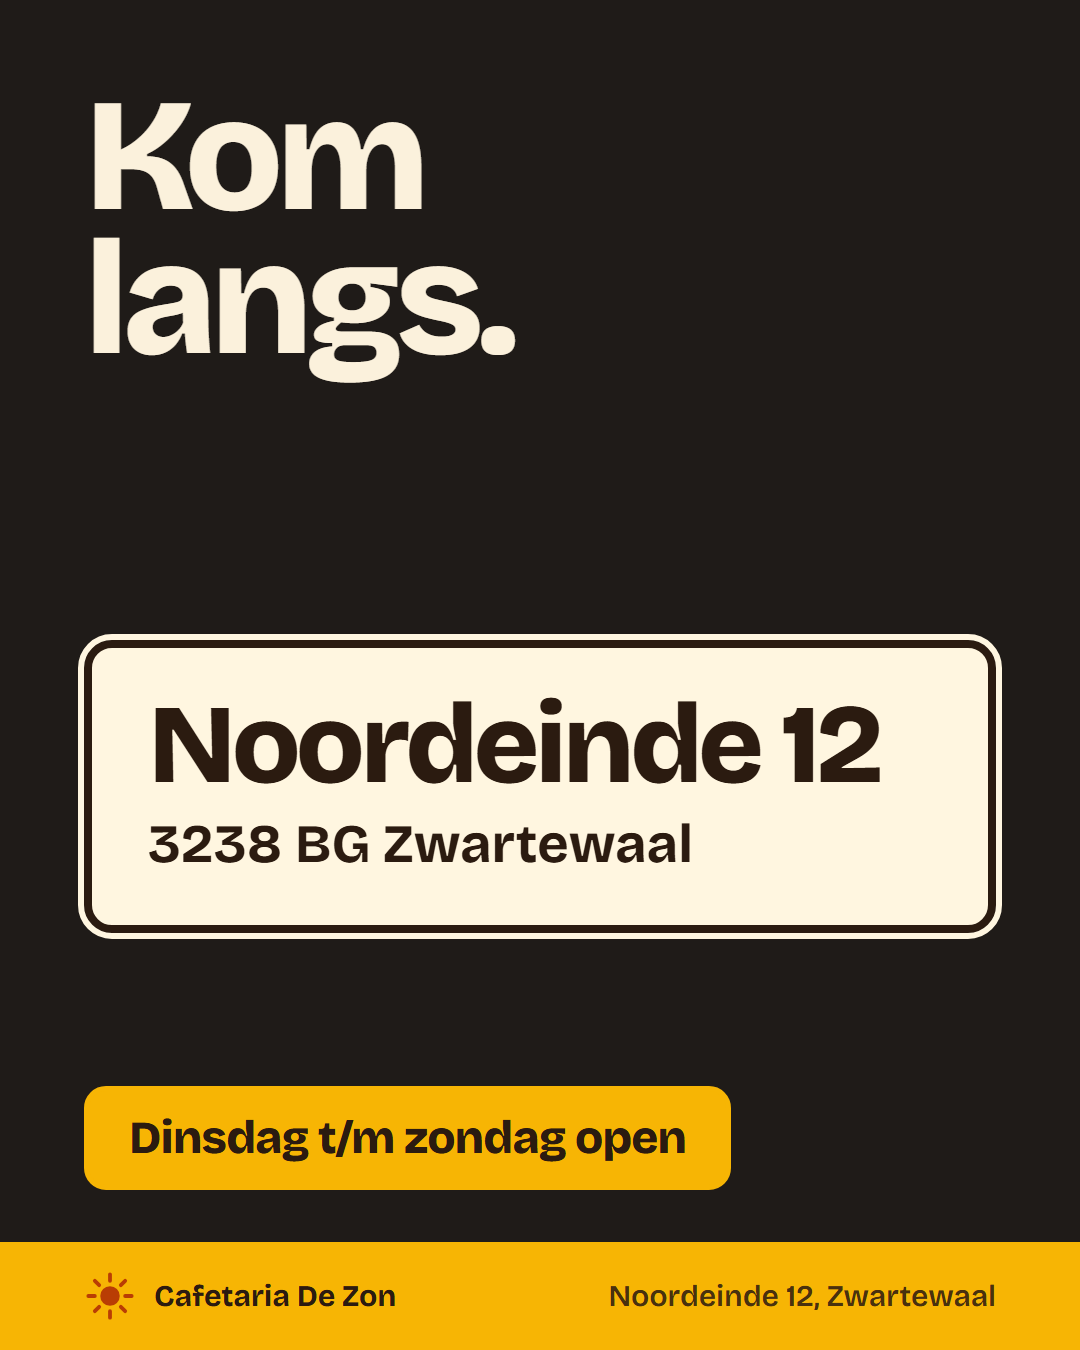 Kom
langs.
Noordeinde 12
3238 BG Zwartewaal
Dinsdag t/m zondag open
Cafetaria De Zon
Noordeinde 12, Zwartewaal